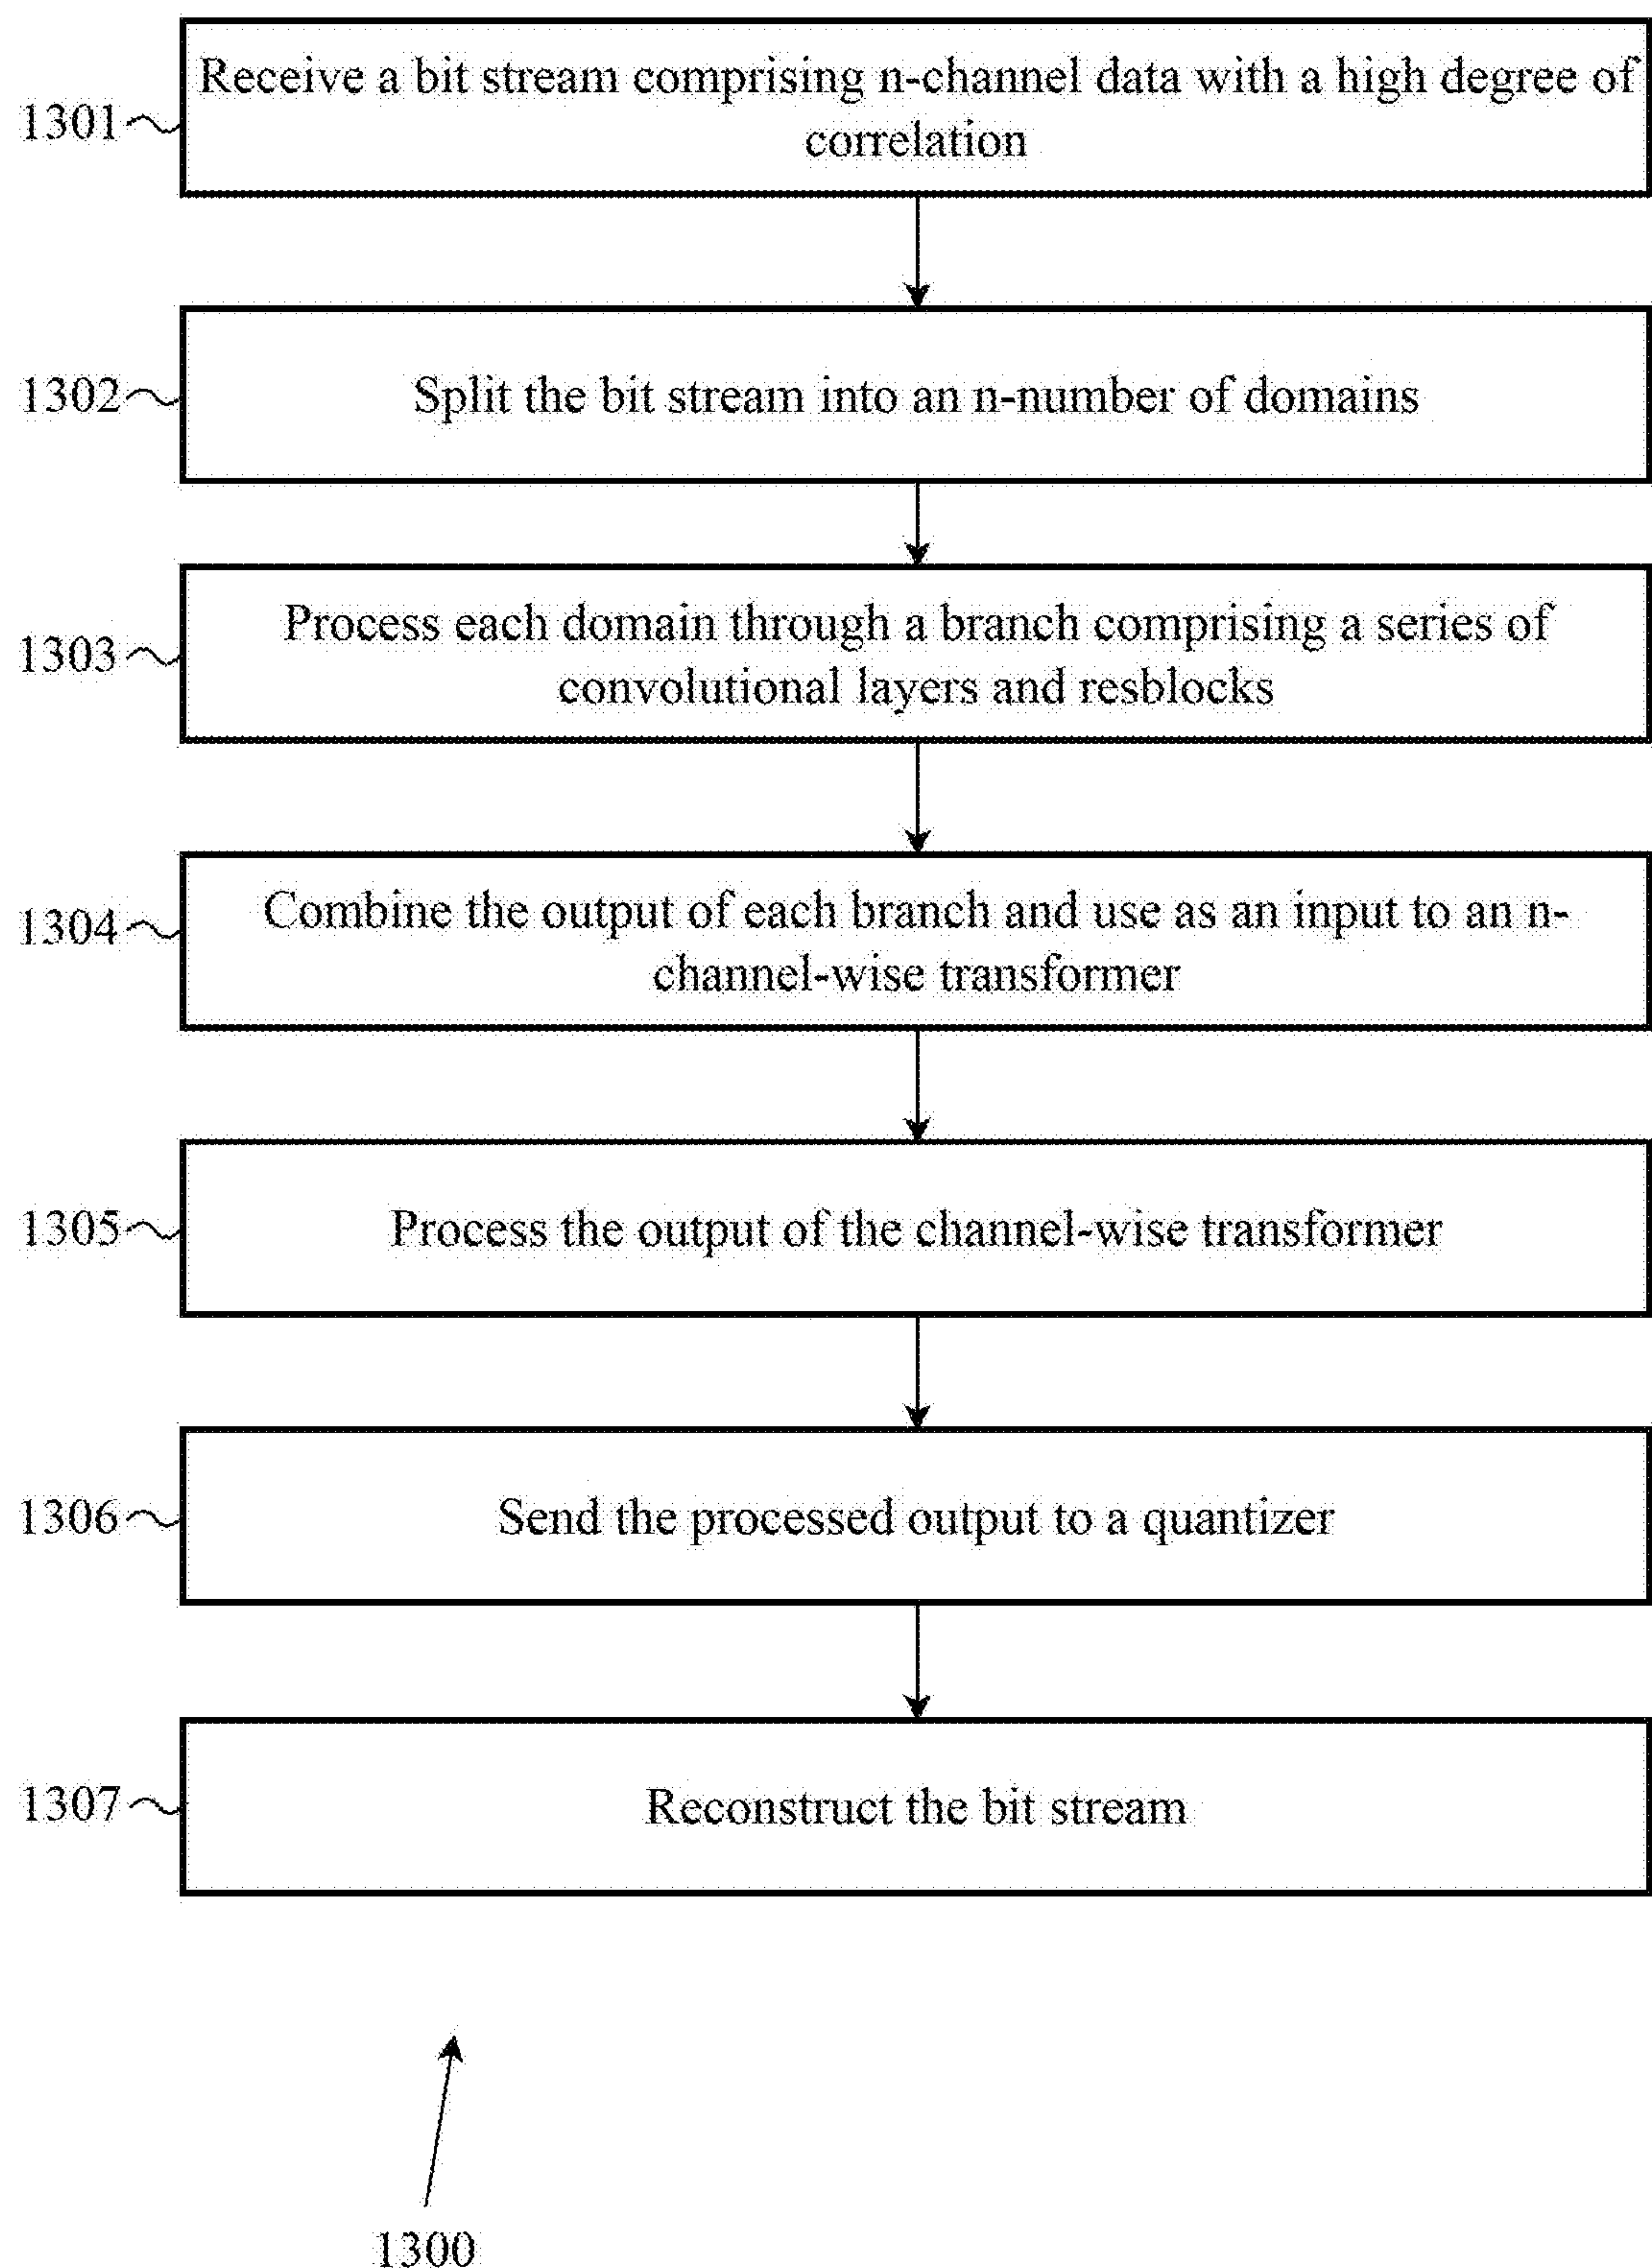 Receive a bit stream comprising n-channel data with a high degree of
1301
correlation
1302
Split the bit stream into an n-number of domains
Process each domain through a branch comprising a series of
1303
convolutional layers and resblocks
Combine the output of each branch and use as an input to an n-
1304
channel-wise transformer
1305
Process the output of the channel-wise transformer
1306
Send the processed output to a quantizer
1307
Reconstruct the bit stream
1300